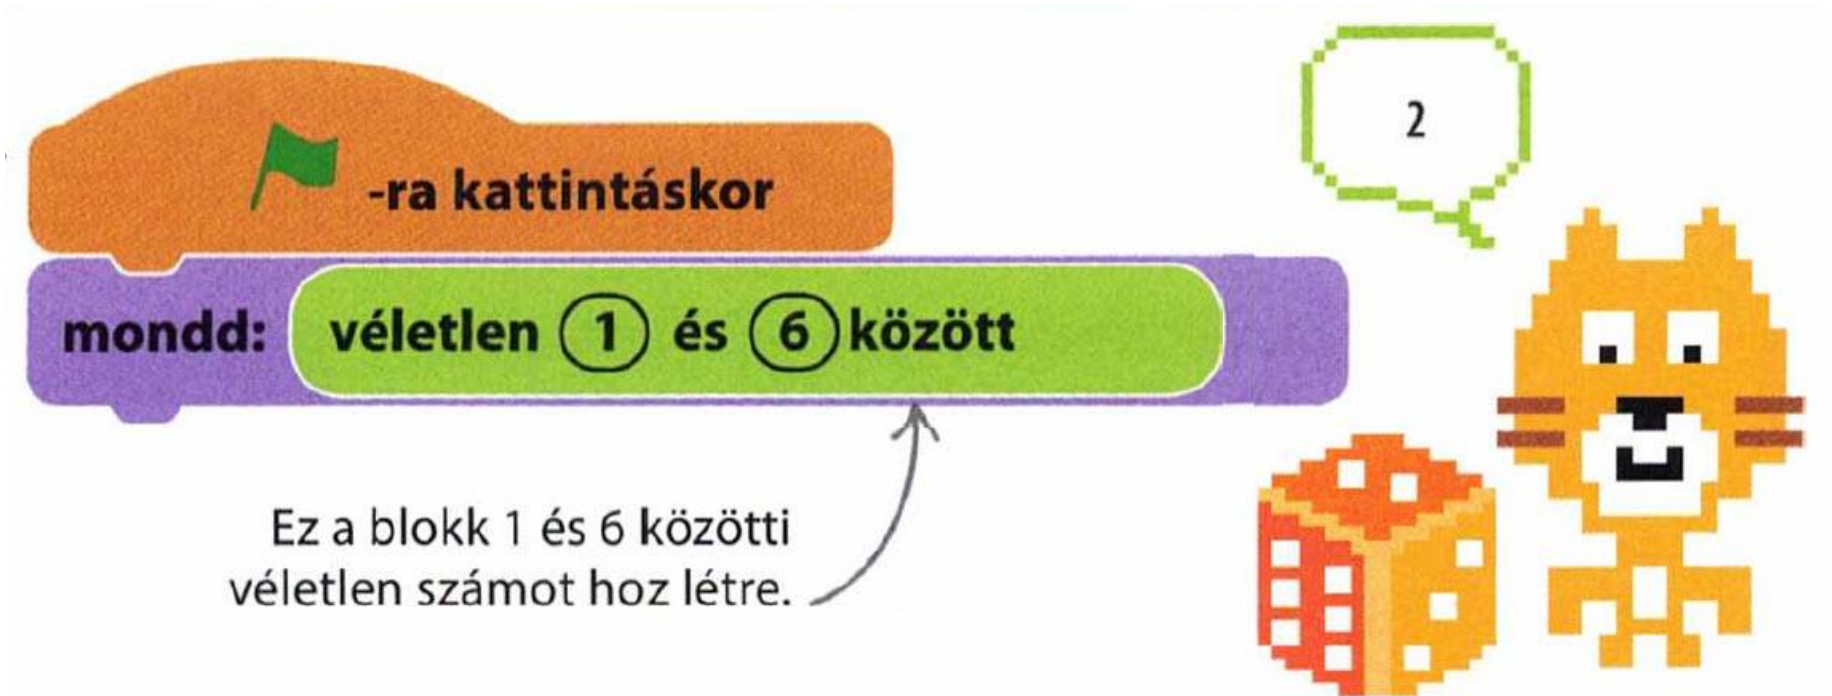 -ra kattintáskor
mondd: véletlen 1 és 6 között
2
Ez a blokk 1 és 6 közötti
véletlen számot hoz létre.